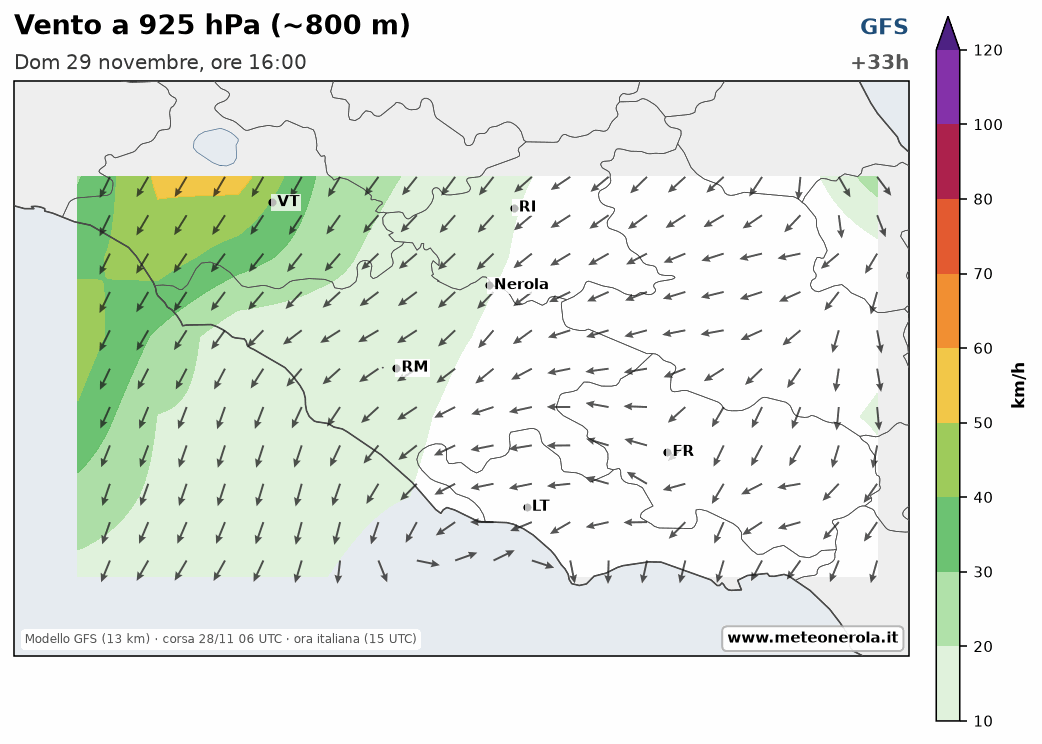 Vento a 925 hPa (~800 m)
GFS
Dom 29 novembre, ore 16:00
+33h
VT
RI
Nerola
RM
FR
LT
Modello GFS (13 km) · corsa 28/11 06 UTC · ora italiana (15 UTC)
www.meteonerola.it
120
100
80
70
60
50
40
30
20
10
km/h